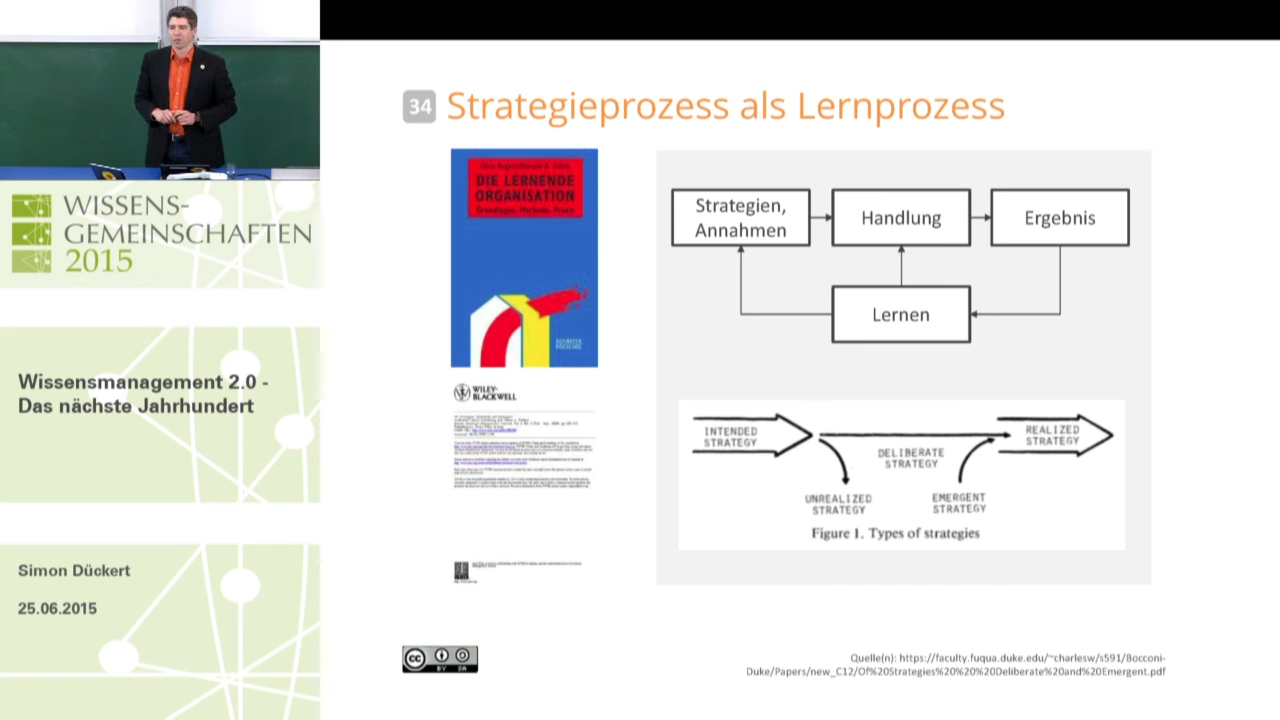 WISSENS-
GEMEINSCHAFTEN
2015
Wissensmanagement 2.0 -
Das nächste Jahrhundert
Simon Dückert
25.06.2015
34 Strategieprozess als Lernprozess
DIE LERNENDE
ORGANISATION
Grundlagen, Methode, Praxis
WILEY-
BLACKWELL
Strategien,
Annahmen
Handlung
Ergebnis
Lernen
INTENDED
STRATEGY
DELIBERATE
STRATEGY
REALIZED
STRATEGY
UNREALIZED
STRATEGY
EMERGENT
STRATEGY
Figure 1. Types of strategies
cc
BY SA
Quelle(n): https://faculty.fuqua.duke.edu/~charlesw/s591/Bocconi-
Duke/Papers/new_C12/Of%20Strategies%20%20%20Deliberate%20and%20Emergent.pdf